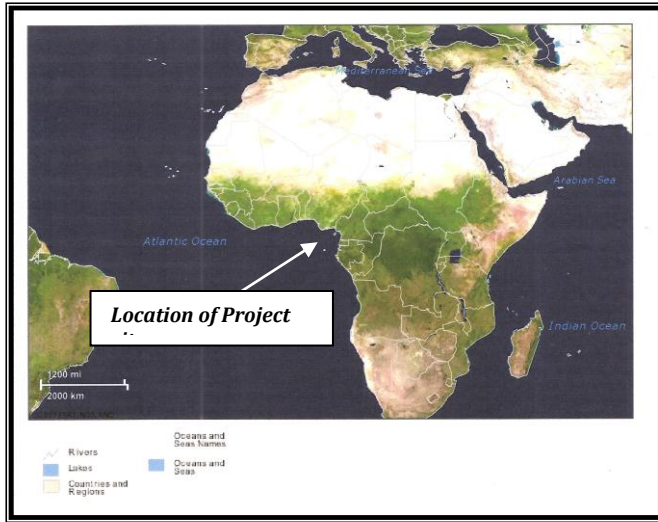 Mediterranean Sea
Arabian Sea
Atlantic Ocean
Location of Project
Indian Ocean
1200 mi
2000 km
Rivers
Lakes
Countries and
Regions
Oceans and
Seas Names
Oceans and
Seas